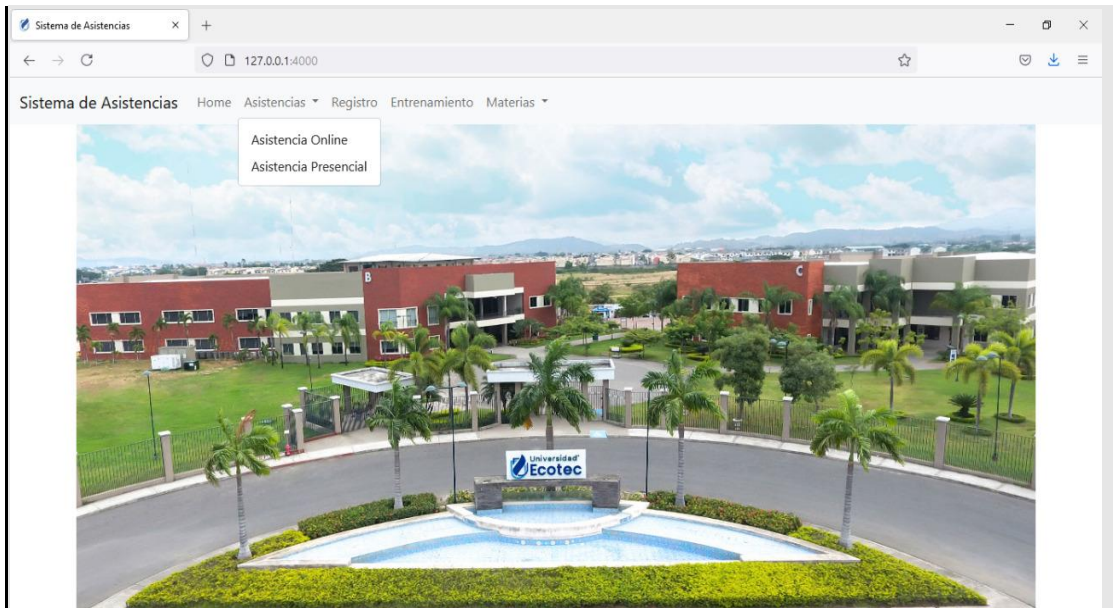 Sistema de Asistencias
127.0.0.1:4000
Sistema de Asistencias Home Asistencias Registro Entrenamiento Materias
Asistencia Online
Asistencia Presencial
B
C
Universidad
Ecotec